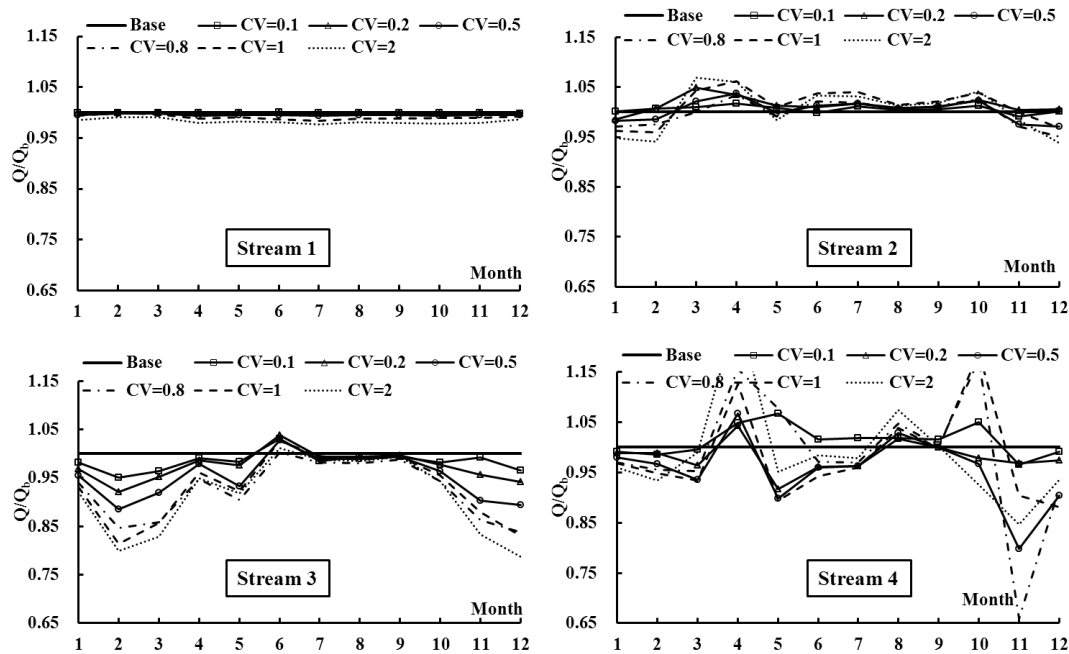 Base CV=0.1 CV=0.2 CV=0.5
CV=0.8 CV=1 CV=2
1.15
1.05
0.95
0.85
0.75
0.65
Q/Qb
Stream 1
Month
1 2 3 4 5 6 7 8 9 10 11 12
Base CV=0.1 CV=0.2 CV=0.5
CV=0.8 CV=1 CV=2
1.15
1.05
0.95
0.85
0.75
0.65
Q/Qb
Stream 2
Month
1 2 3 4 5 6 7 8 9 10 11 12
Base CV=0.1 CV=0.2 CV=0.5
CV=0.8 CV=1 CV=2
1.15
1.05
0.95
0.85
0.75
0.65
Q/Qb
Stream 3
Month
1 2 3 4 5 6 7 8 9 10 11 12
Base CV=0.1 CV=0.2 CV=0.5
CV=0.8 CV=1 CV=2
1.15
1.05
0.95
0.85
0.75
0.65
Q/Qb
Stream 4
Month
1 2 3 4 5 6 7 8 9 10 11 12